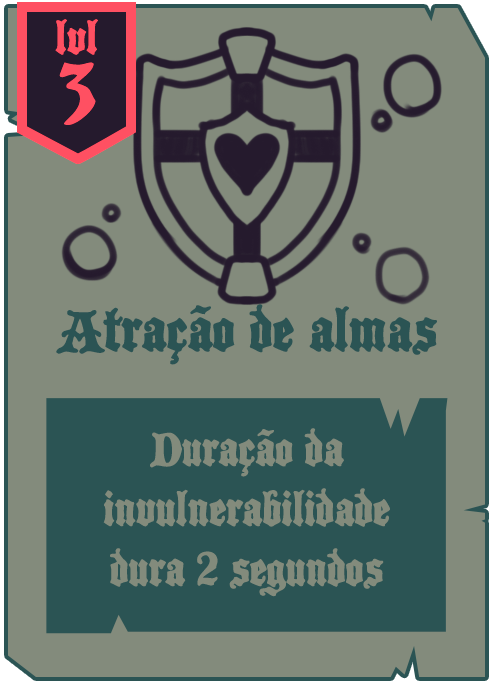 lvl
3
Atração de almas
Duração da
invulnerabilidade
dura 2 segundos